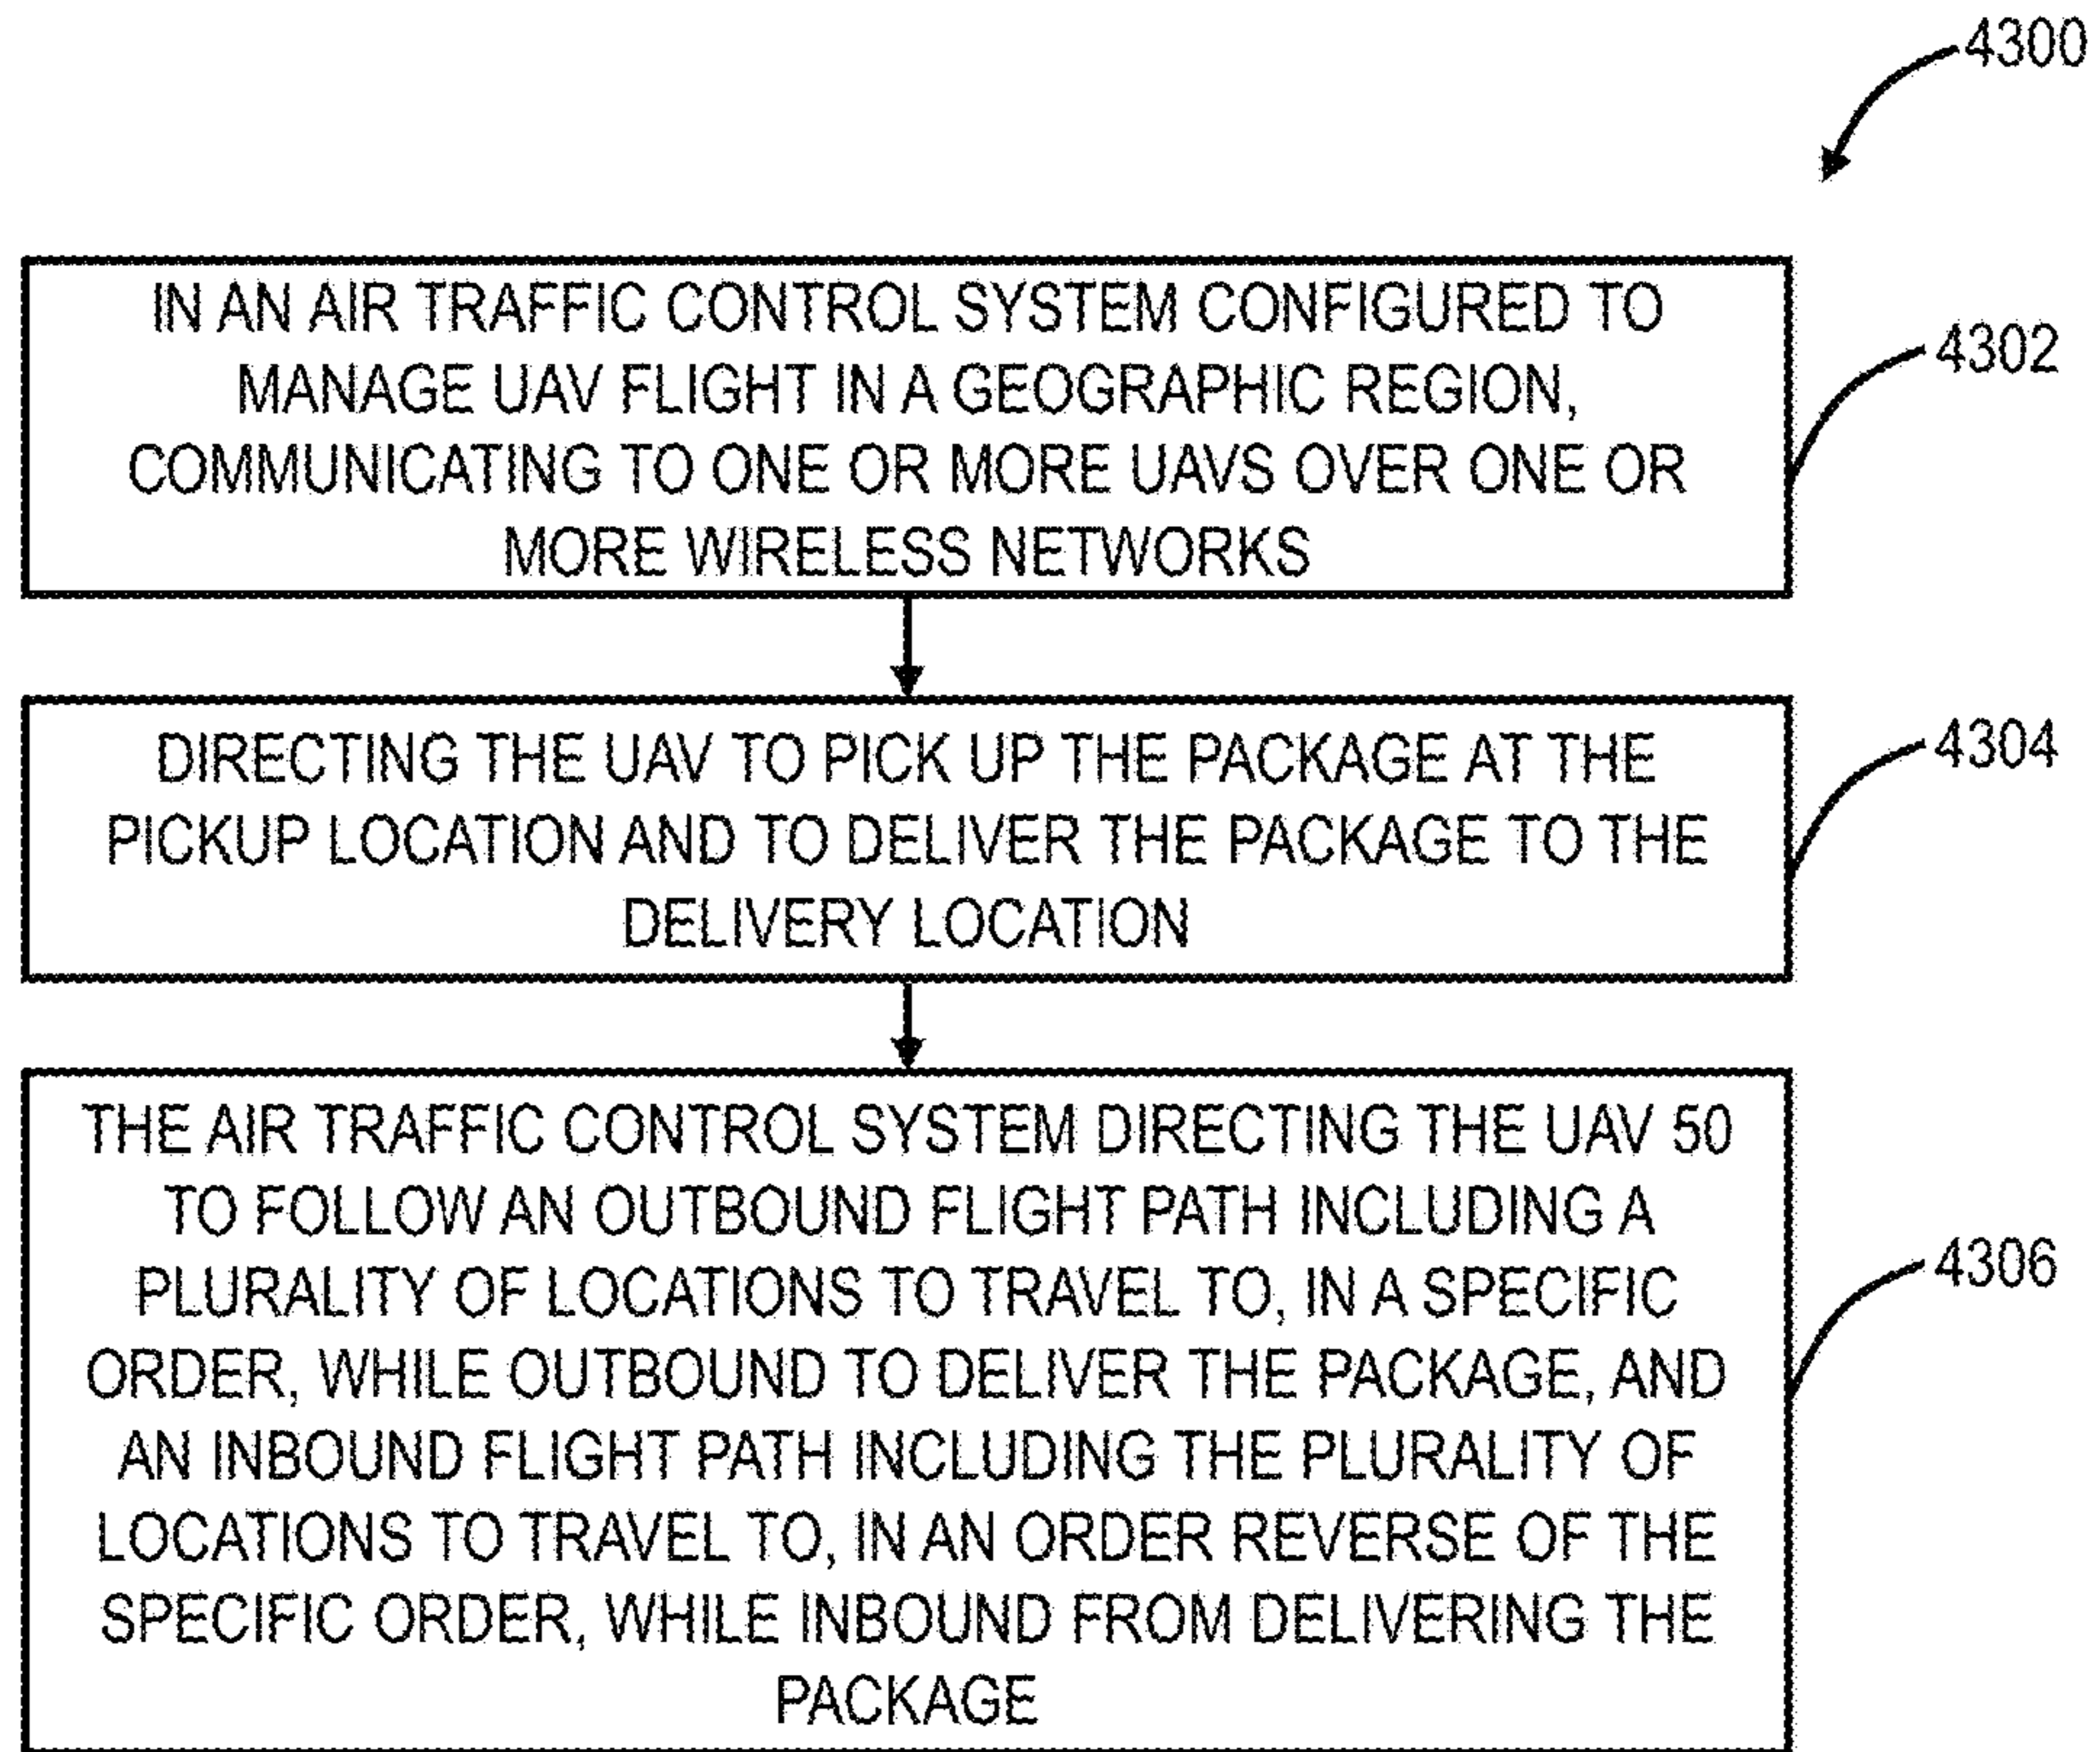 4300
IN AN AIR TRAFFIC CONTROL SYSTEM CONFIGURED TO
MANAGE UAV FLIGHT IN A GEOGRAPHIC REGION,
COMMUNICATING TO ONE OR MORE UAVS OVER ONE OR
MORE WIRELESS NETWORKS
4302
DIRECTING THE UAV TO PICK UP THE PACKAGE AT THE
PICKUP LOCATION AND TO DELIVER THE PACKAGE TO THE
DELIVERY LOCATION
4304
THE AIR TRAFFIC CONTROL SYSTEM DIRECTING THE UAV 50
TO FOLLOW AN OUTBOUND FLIGHT PATH INCLUDING A
PLURALITY OF LOCATIONS TO TRAVEL TO, IN A SPECIFIC
ORDER, WHILE OUTBOUND TO DELIVER THE PACKAGE, AND
AN INBOUND FLIGHT PATH INCLUDING THE PLURALITY OF
LOCATIONS TO TRAVEL TO, IN AN ORDER REVERSE OF THE
SPECIFIC ORDER, WHILE INBOUND FROM DELIVERING THE
PACKAGE
4306